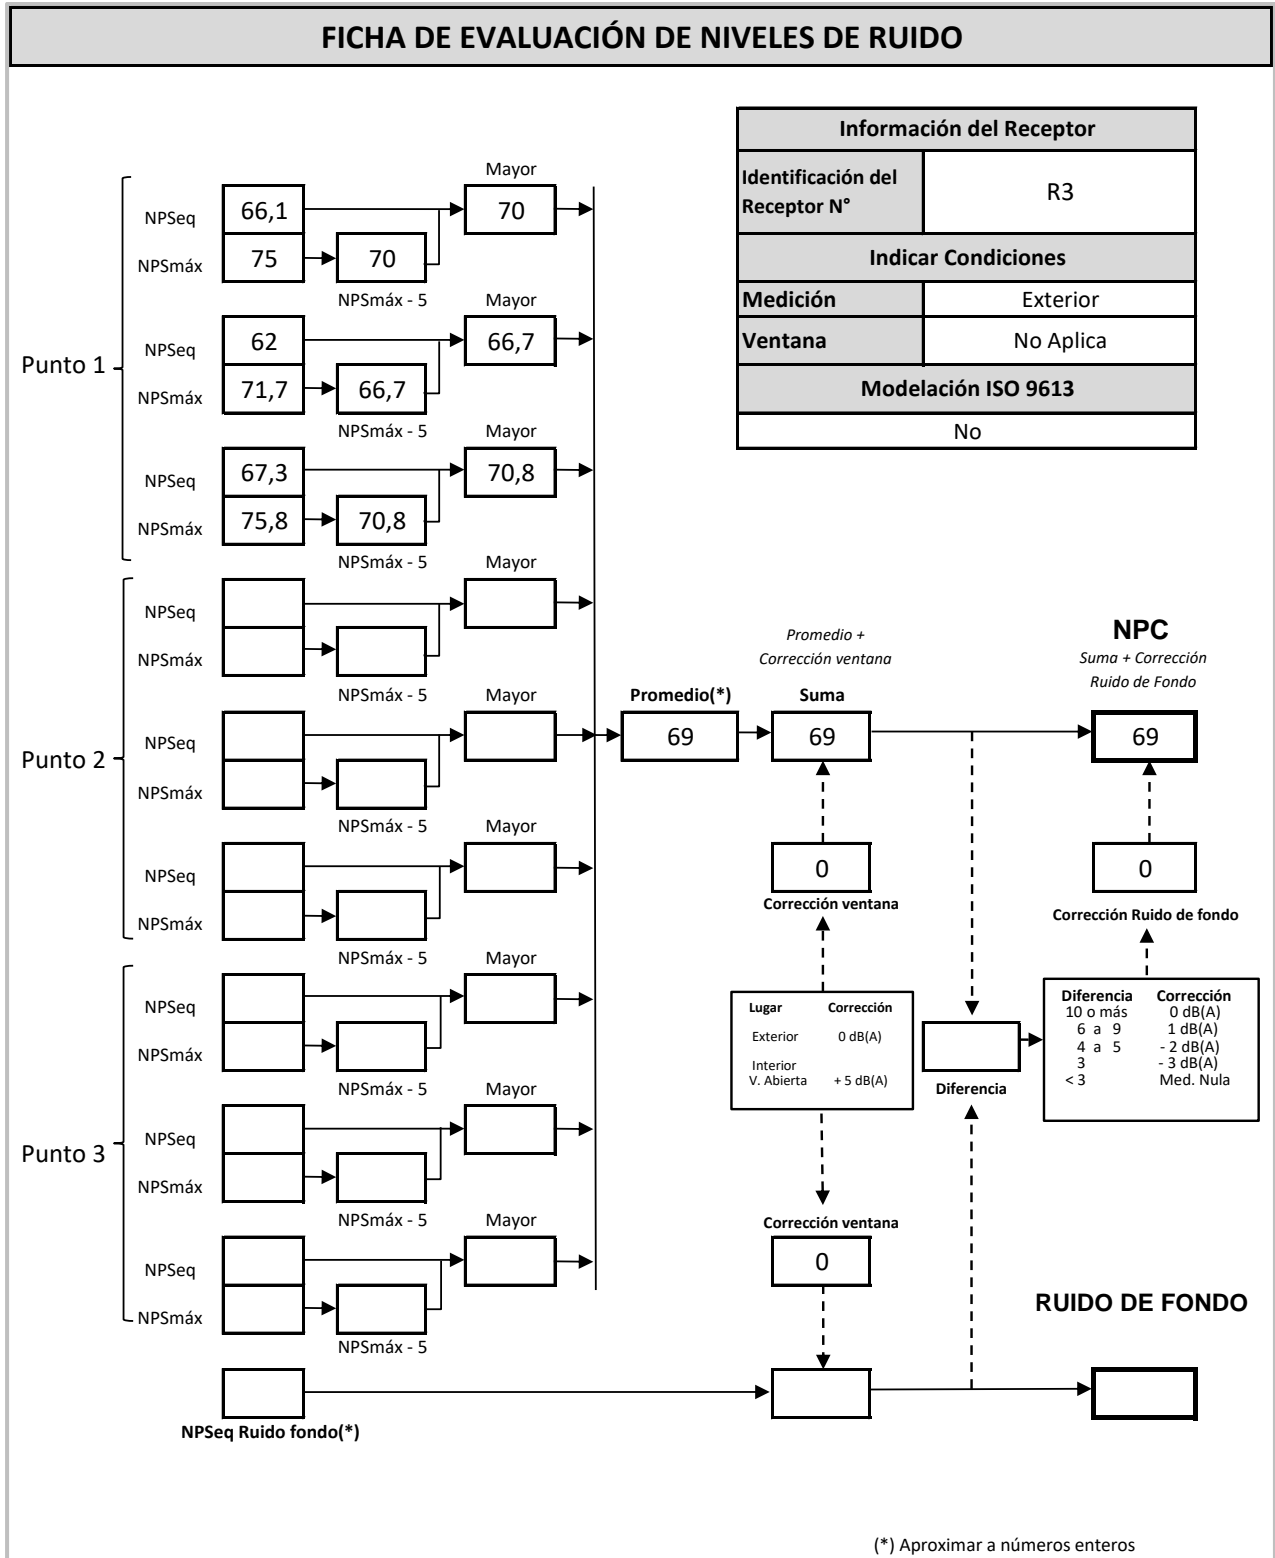 FICHA DE EVALUACIÓN DE NIVELES DE RUIDO
Información del Receptor
Identificación del Receptor N° R3
Indicar Condiciones
Medición Exterior
Ventana No Aplica
Modelación ISO 9613
No
Punto 1
Mayor
NPSeq 66,1 70
NPSmáx 75 70
NPSmáx - 5 Mayor
NPSeq 62 66,7
NPSmáx 71,7 66,7
NPSmáx - 5 Mayor
NPSeq 67,3 70,8
NPSmáx 75,8 70,8
NPSmáx - 5 Mayor
Punto 2
NPSeq
NPSmáx
NPSmáx - 5 Mayor
NPSeq
NPSmáx
NPSmáx - 5 Mayor
NPSeq
NPSmáx
NPSmáx - 5 Mayor
Punto 3
NPSeq
NPSmáx
NPSmáx - 5 Mayor
NPSeq
NPSmáx
NPSmáx - 5 Mayor
NPSeq
NPSmáx
NPSmáx - 5
NPSeq Ruido fondo(*)
Promedio(*)
69
Promedio +
Corrección ventana
Suma
69
0
Corrección ventana
Lugar Corrección
Exterior 0 dB(A)
Interior
V. Abierta + 5 dB(A)
Corrección ventana
0
Diferencia
NPC
Suma + Corrección
Ruido de Fondo
69
0
Corrección Ruido de fondo
Diferencia Corrección
10 o más 0 dB(A)
6 a 9 1 dB(A)
4 a 5 - 2 dB(A)
3 - 3 dB(A)
< 3 Med. Nula
RUIDO DE FONDO
(*) Aproximar a números enteros